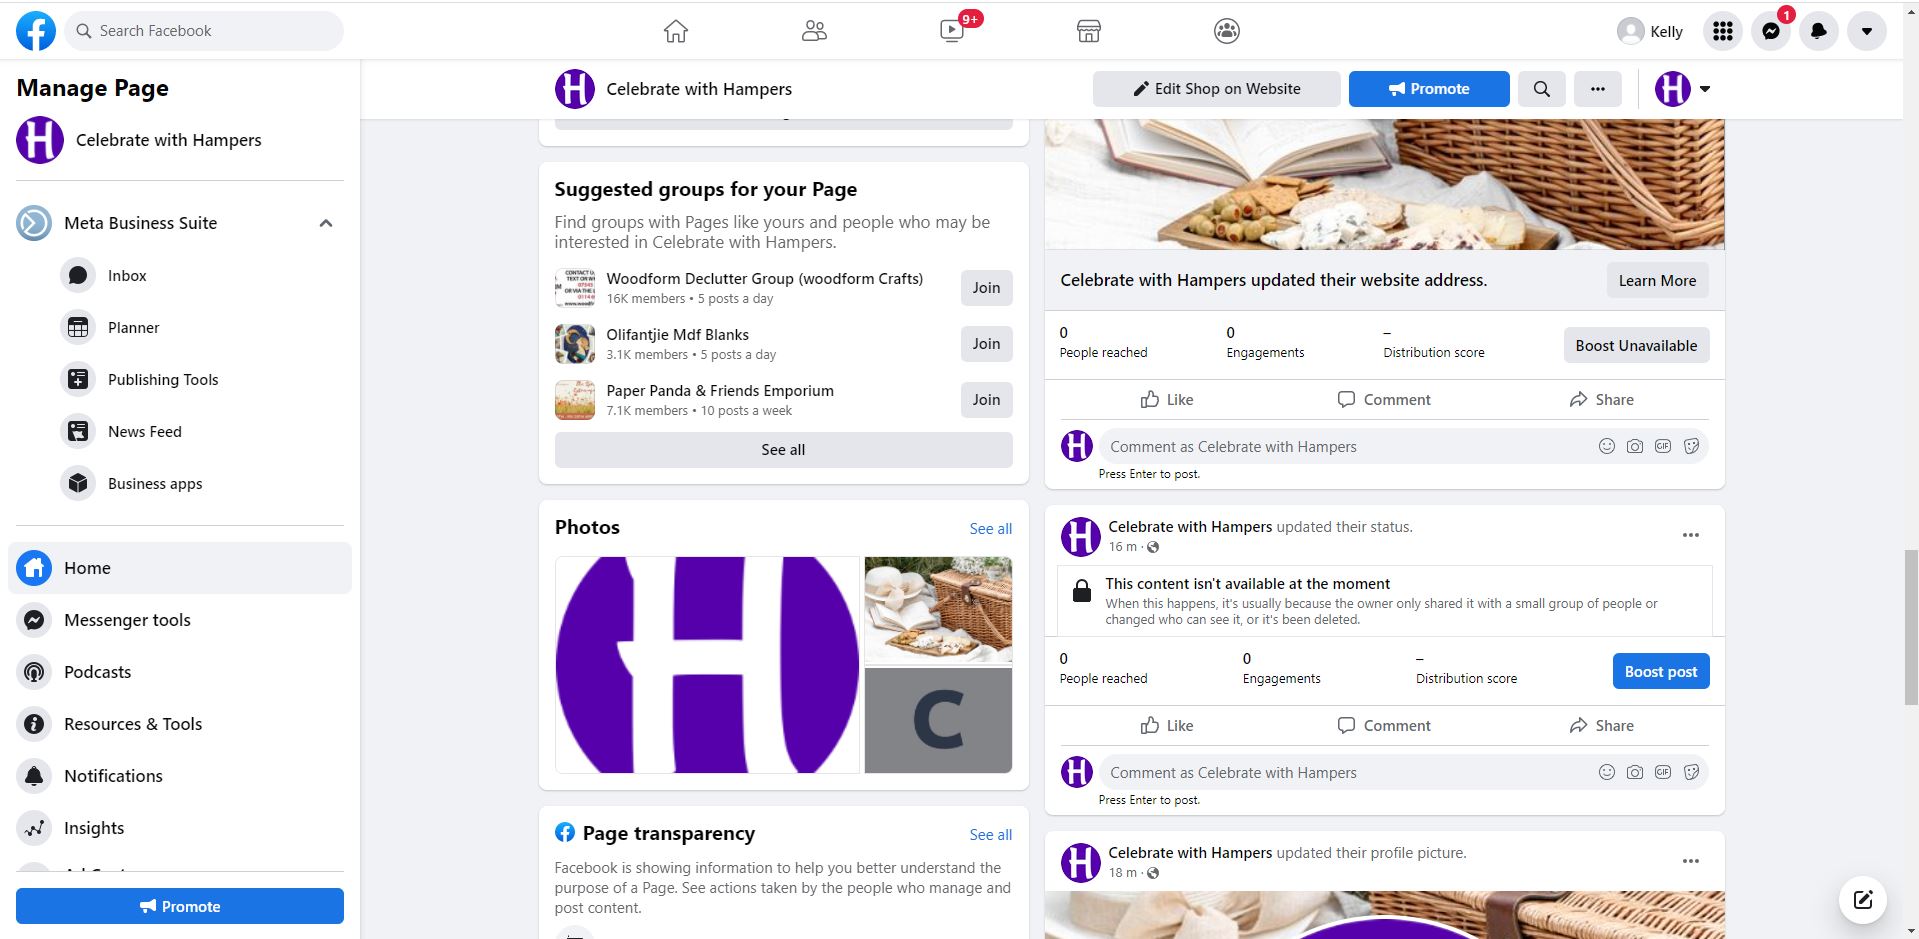 Search Facebook
9+
Kelly
1
Manage Page
Celebrate with Hampers
Meta Business Suite
Inbox
Planner
Publishing Tools
News Feed
Business apps
Home
Messenger tools
Podcasts
Resources & Tools
Notifications
Insights
Promote
H
Celebrate with Hampers
Edit Shop on Website
Promote
Suggested groups for your Page
Find groups with Pages like yours and people who may be
interested in Celebrate with Hampers.
Woodform Declutter Group (woodform Crafts)
16K members • 5 posts a day
Join
Olifantjie Mdf Blanks
3.1K members • 5 posts a day
Join
Paper Panda & Friends Emporium
7.1K members • 10 posts a week
Join
See all
Photos
See all
H
C
Page transparency
See all
Facebook is showing information to help you better understand the
purpose of a Page. See actions taken by the people who manage and
post content.
Celebrate with Hampers updated their website address.
Learn More
0
People reached
0
Engagements
–
Distribution score
Boost Unavailable
Like
Comment
Share
Comment as Celebrate with Hampers
GIF
Press Enter to post.
Celebrate with Hampers updated their status.
16 m ·
This content isn't available at the moment
When this happens, it's usually because the owner only shared it with a small group of people or
changed who can see it, or it's been deleted.
0
People reached
0
Engagements
–
Distribution score
Boost post
Like
Comment
Share
Comment as Celebrate with Hampers
GIF
Press Enter to post.
Celebrate with Hampers updated their profile picture.
18 m ·